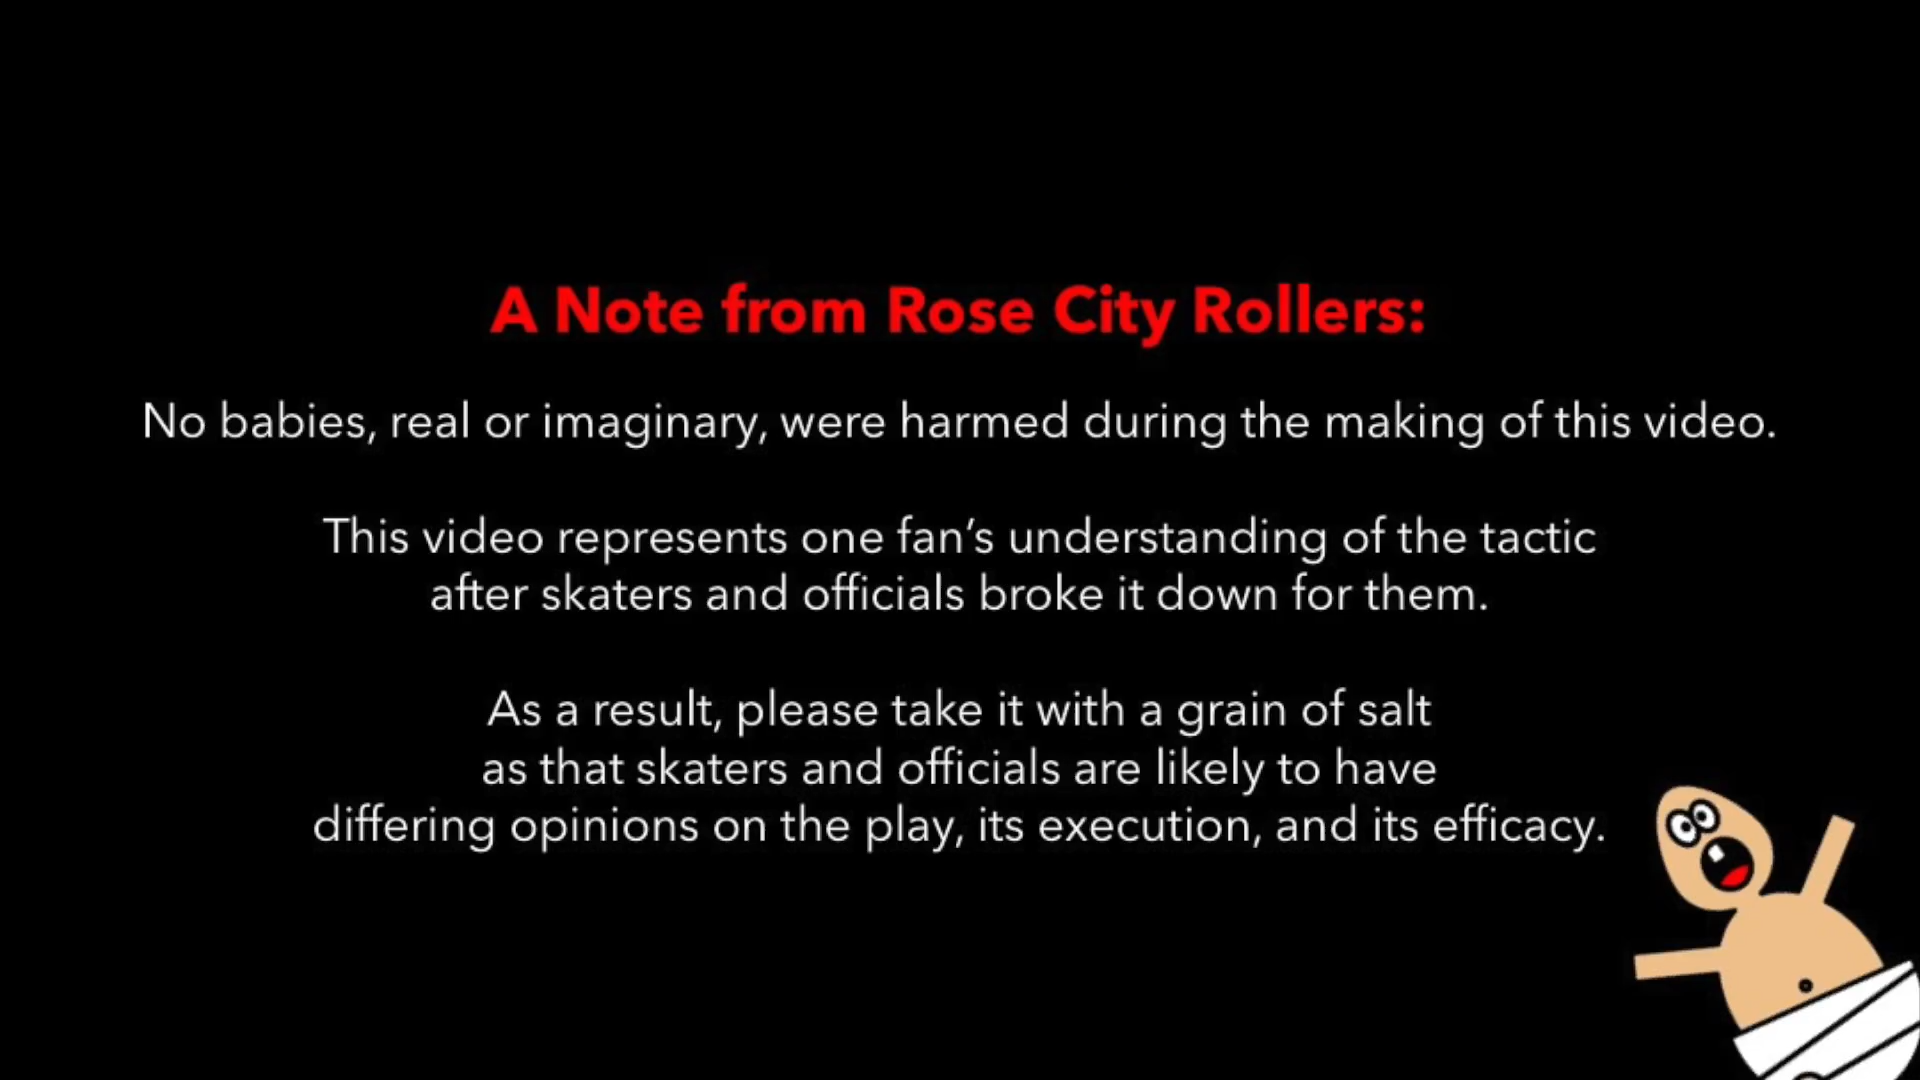 A Note from Rose City Rollers:
No babies, real or imaginary, were harmed during the making of this video.
This video represents one fan’s understanding of the tactic
after skaters and officials broke it down for them.
As a result, please take it with a grain of salt
as that skaters and officials are likely to have
differing opinions on the play, its execution, and its efficacy.